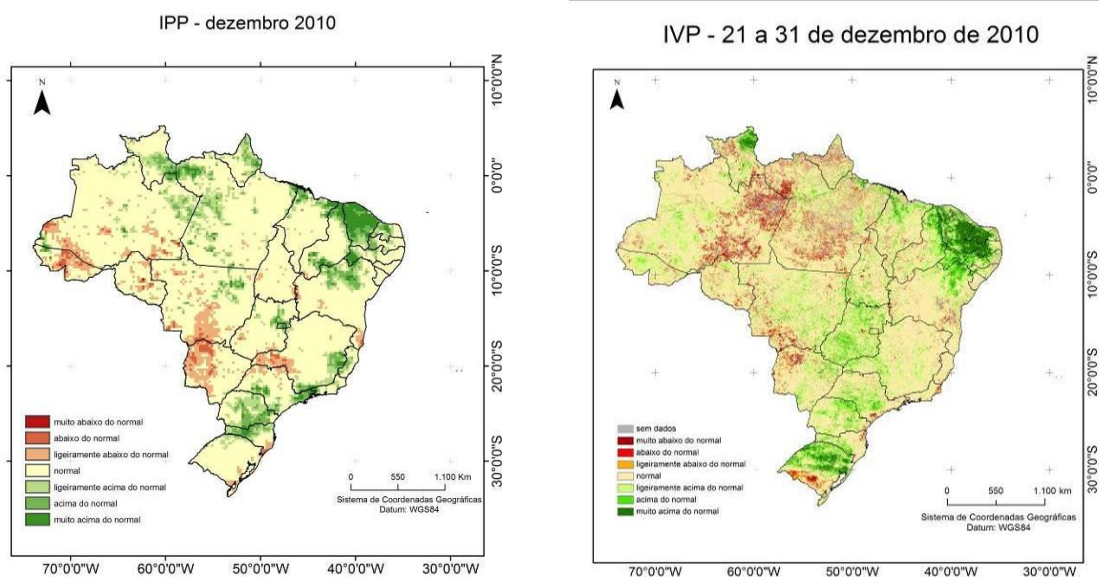 IPP - dezembro 2010
N
10°0'0"N
0°0'0"
10°0'0"S
20°0'0"S
30°0'0"S
muito abaixo do normal
abaixo do normal
ligeiramente abaixo do normal
normal
ligeiramente acima do normal
acima do normal
muito acima do normal
0 550 1.100 Km
Sistema de Coordenadas Geográficas
Datum: WGS84
70°0'0"W 60°0'0"W 50°0'0"W 40°0'0"W 30°0'0"W
IVP - 21 a 31 de dezembro de 2010
N
10°0'0"N
0°0'0"
10°0'0"S
20°0'0"S
30°0'0"S
sem dados
muito abaixo do normal
abaixo do normal
ligeiramente abaixo do normal
normal
ligeiramente acima do normal
acima do normal
muito acima do normal
0 550 1.100 Km
Sistema de Coordenadas Geográficas
Datum: WGS84
70°0'0"W 60°0'0"W 50°0'0"W 40°0'0"W 30°0'0"W